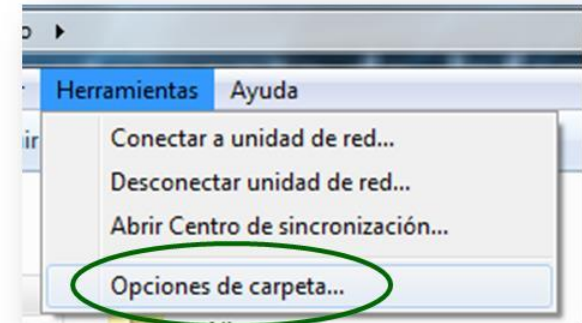 Herramientas Ayuda
Conectar a unidad de red...
Desconectar unidad de red...
Abrir Centro de sincronización...
Opciones de carpeta...